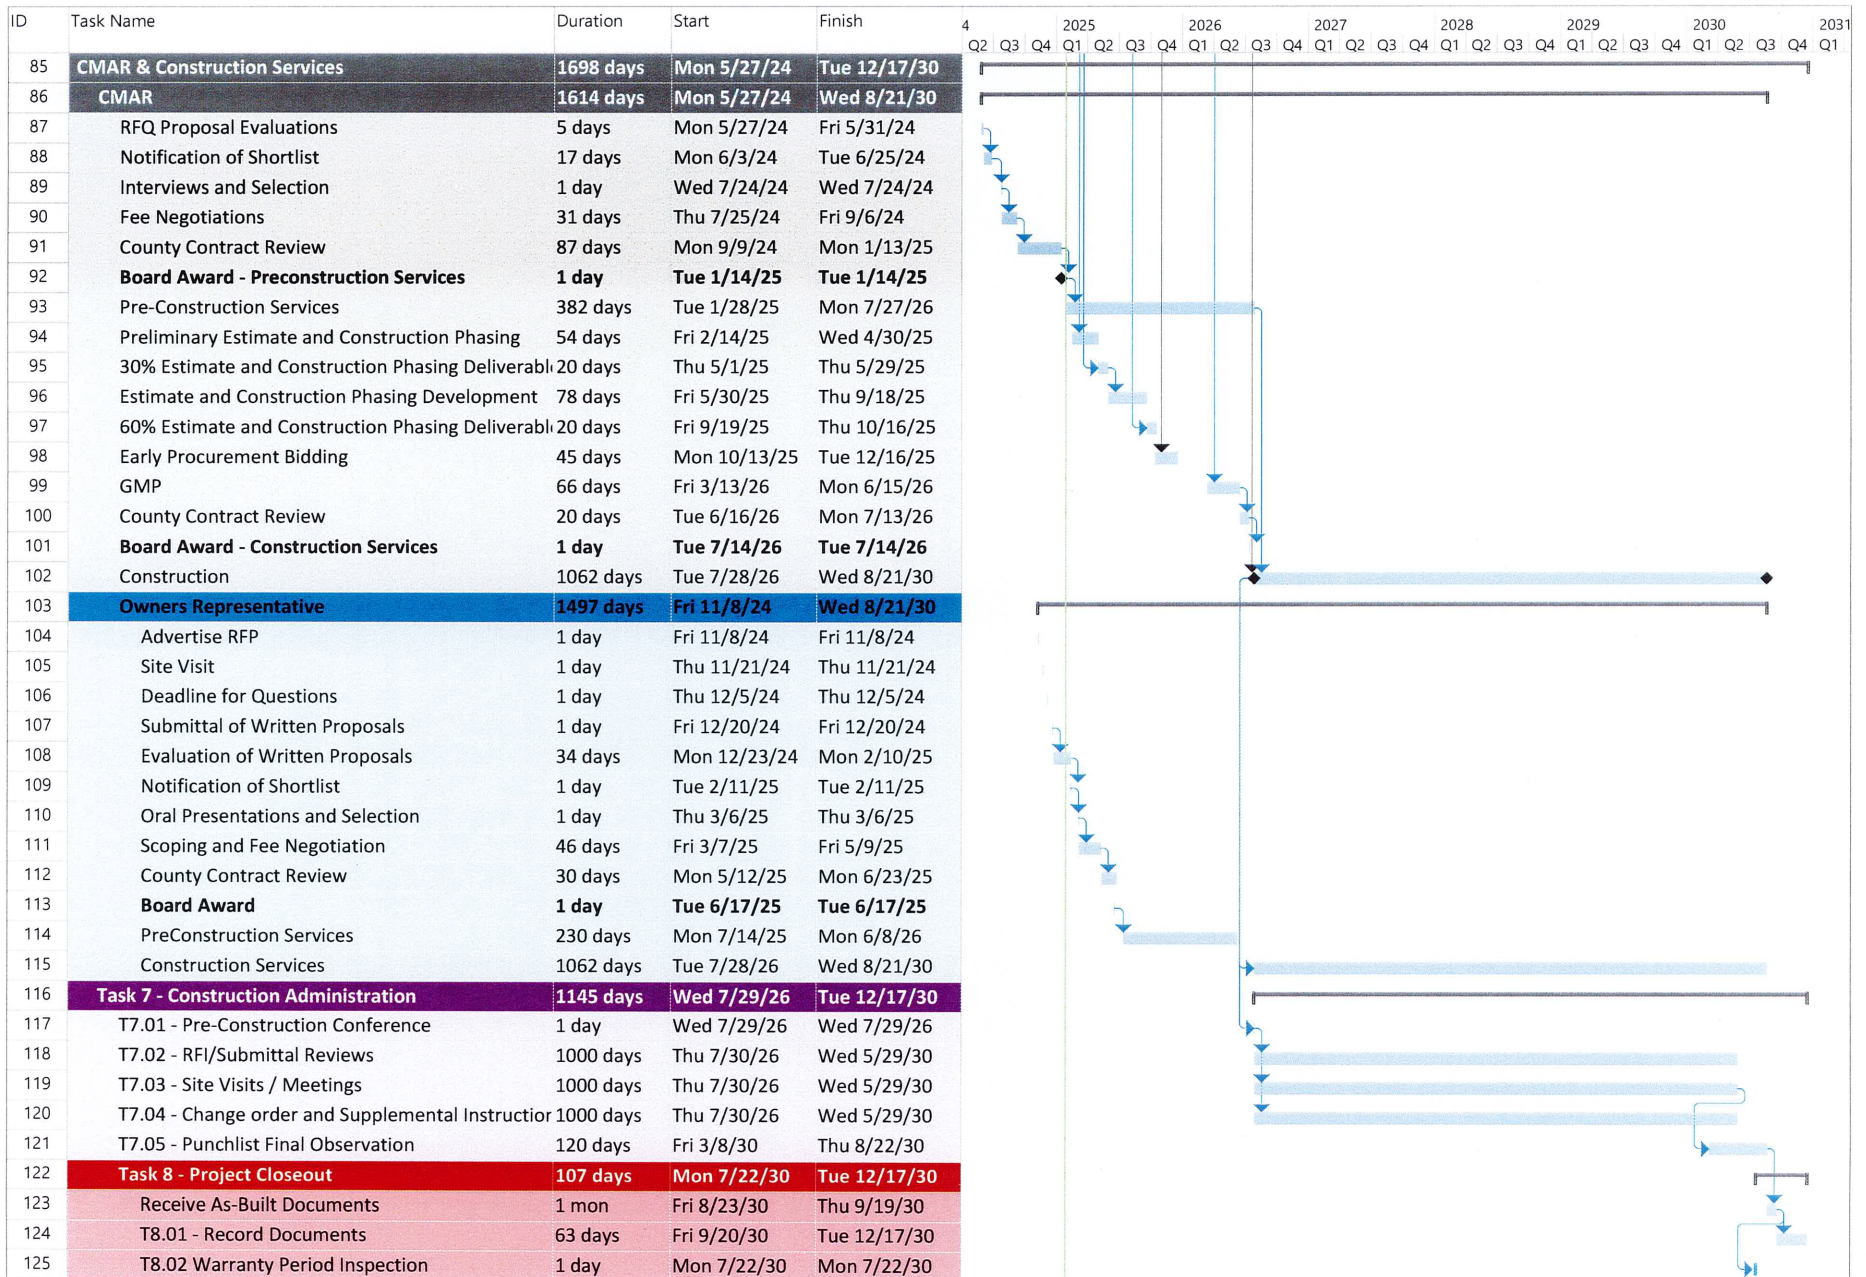 ID Task Name Duration Start Finish 4 2025 2026 2027 2028 2029 2030 2031
Q2 Q3 Q4 Q1 Q2 Q3 Q4 Q1 Q2 Q3 Q4 Q1 Q2 Q3 Q4 Q1 Q2 Q3 Q4 Q1 Q2 Q3 Q4 Q1 Q2 Q3 Q4 Q1
85 CMAR & Construction Services 1698 days Mon 5/27/24 Tue 12/17/30
86 CMAR 1614 days Mon 5/27/24 Wed 8/21/30
87 RFQ Proposal Evaluations 5 days Mon 5/27/24 Fri 5/31/24
88 Notification of Shortlist 17 days Mon 6/3/24 Tue 6/25/24
89 Interviews and Selection 1 day Wed 7/24/24 Wed 7/24/24
90 Fee Negotiations 31 days Thu 7/25/24 Fri 9/6/24
91 County Contract Review 87 days Mon 9/9/24 Mon 1/13/25
92 Board Award - Preconstruction Services 1 day Tue 1/14/25 Tue 1/14/25
93 Pre-Construction Services 382 days Tue 1/28/25 Mon 7/27/26
94 Preliminary Estimate and Construction Phasing 54 days Fri 2/14/25 Wed 4/30/25
95 30% Estimate and Construction Phasing Deliverabl 20 days Thu 5/1/25 Thu 5/29/25
96 Estimate and Construction Phasing Development 78 days Fri 5/30/25 Thu 9/18/25
97 60% Estimate and Construction Phasing Deliverabl 20 days Fri 9/19/25 Thu 10/16/25
98 Early Procurement Bidding 45 days Mon 10/13/25 Tue 12/16/25
99 GMP 66 days Fri 3/13/26 Mon 6/15/26
100 County Contract Review 20 days Tue 6/16/26 Mon 7/13/26
101 Board Award - Construction Services 1 day Tue 7/14/26 Tue 7/14/26
102 Construction 1062 days Tue 7/28/26 Wed 8/21/30
103 Owners Representative 1497 days Fri 11/8/24 Wed 8/21/30
104 Advertise RFP 1 day Fri 11/8/24 Fri 11/8/24
105 Site Visit 1 day Thu 11/21/24 Thu 11/21/24
106 Deadline for Questions 1 day Thu 12/5/24 Thu 12/5/24
107 Submittal of Written Proposals 1 day Fri 12/20/24 Fri 12/20/24
108 Evaluation of Written Proposals 34 days Mon 12/23/24 Mon 2/10/25
109 Notification of Shortlist 1 day Tue 2/11/25 Tue 2/11/25
110 Oral Presentations and Selection 1 day Thu 3/6/25 Thu 3/6/25
111 Scoping and Fee Negotiation 46 days Fri 3/7/25 Fri 5/9/25
112 County Contract Review 30 days Mon 5/12/25 Mon 6/23/25
113 Board Award 1 day Tue 6/17/25 Tue 6/17/25
114 PreConstruction Services 230 days Mon 7/14/25 Mon 6/8/26
115 Construction Services 1062 days Tue 7/28/26 Wed 8/21/30
116 Task 7 - Construction Administration 1145 days Wed 7/29/26 Tue 12/17/30
117 T7.01 - Pre-Construction Conference 1 day Wed 7/29/26 Wed 7/29/26
118 T7.02 - RFI/Submittal Reviews 1000 days Thu 7/30/26 Wed 5/29/30
119 T7.03 - Site Visits / Meetings 1000 days Thu 7/30/26 Wed 5/29/30
120 T7.04 - Change order and Supplemental Instruction 1000 days Thu 7/30/26 Wed 5/29/30
121 T7.05 - Punchlist Final Observation 120 days Fri 3/8/30 Thu 8/22/30
122 Task 8 - Project Closeout 107 days Mon 7/22/30 Tue 12/17/30
123 Receive As-Built Documents 1 mon Fri 8/23/30 Thu 9/19/30
124 T8.01 - Record Documents 63 days Fri 9/20/30 Tue 12/17/30
125 T8.02 Warranty Period Inspection 1 day Mon 7/22/30 Mon 7/22/30